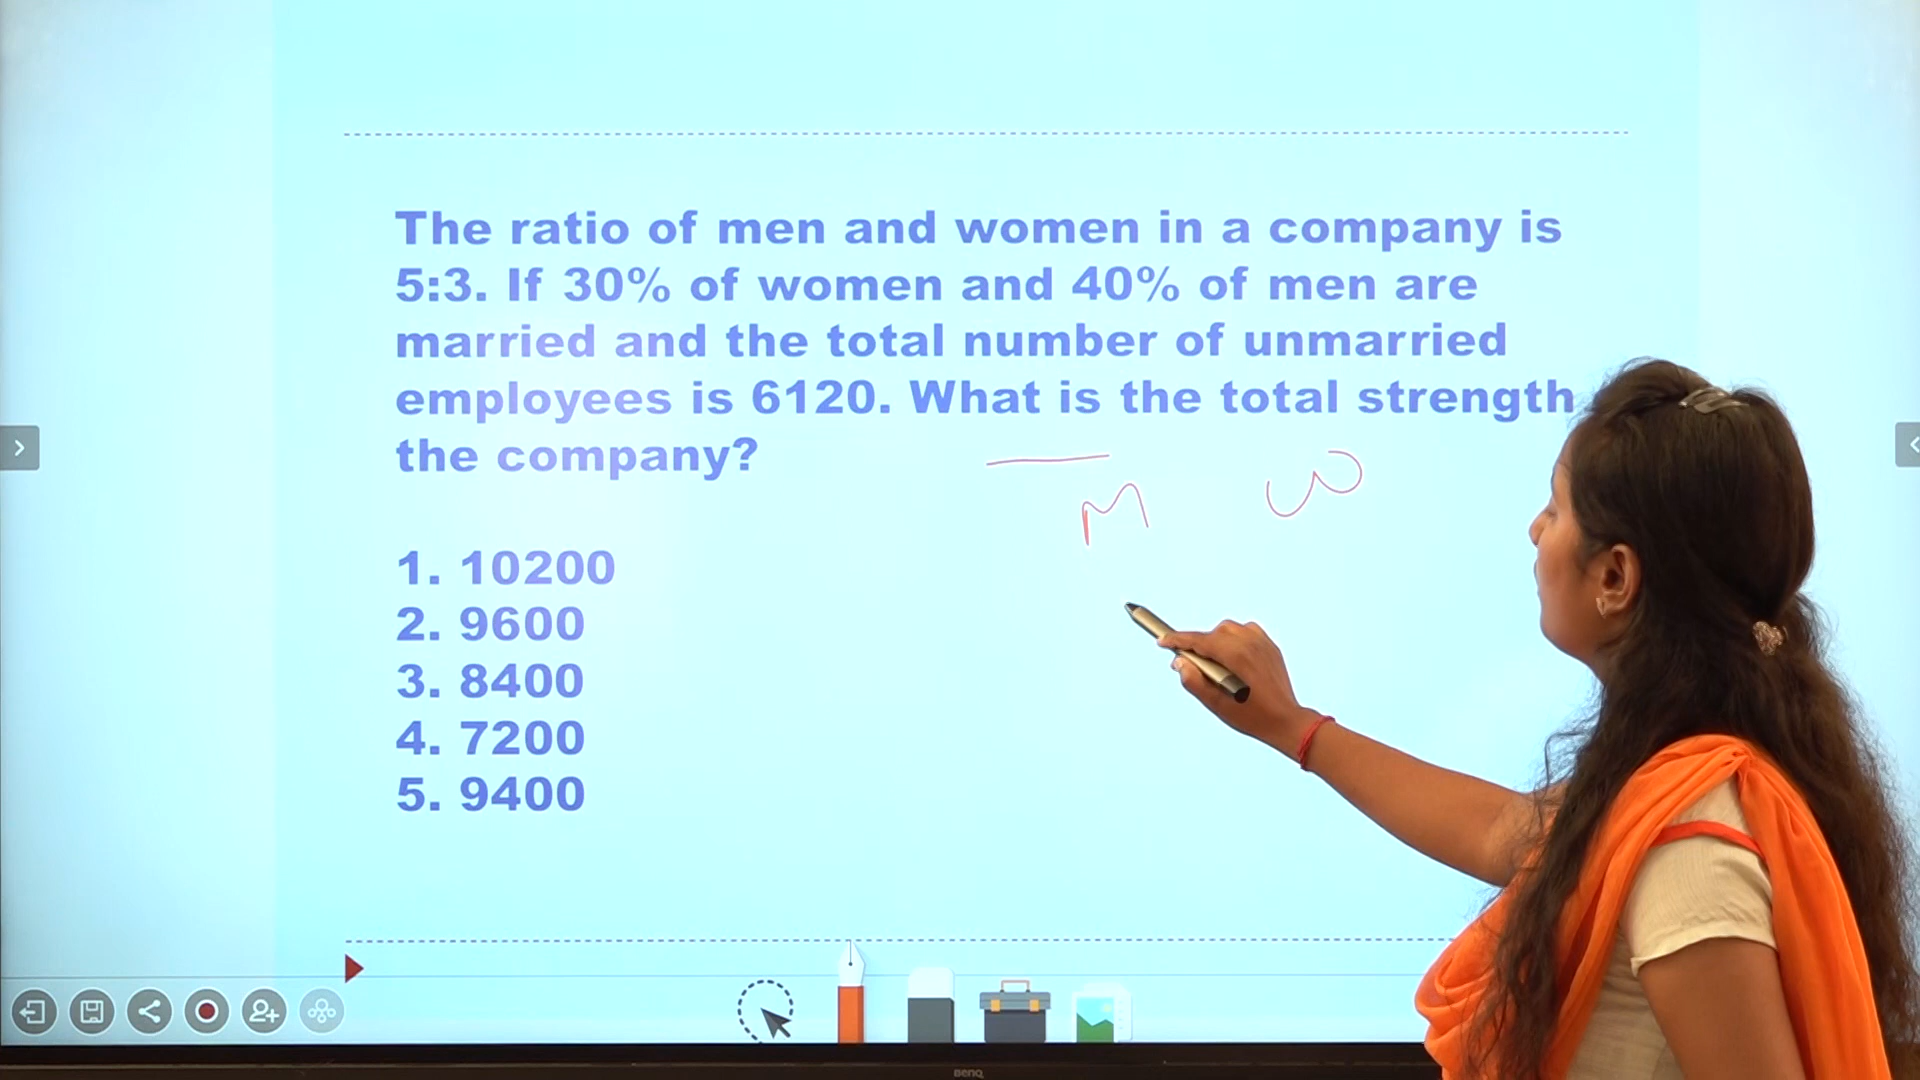 The ratio of men and women in a company is
5:3. If 30% of women and 40% of men are
married and the total number of unmarried
employees is 6120. What is the total strength
the company?
M W
1. 10200
2. 9600
3. 8400
4. 7200
5. 9400
BenQ